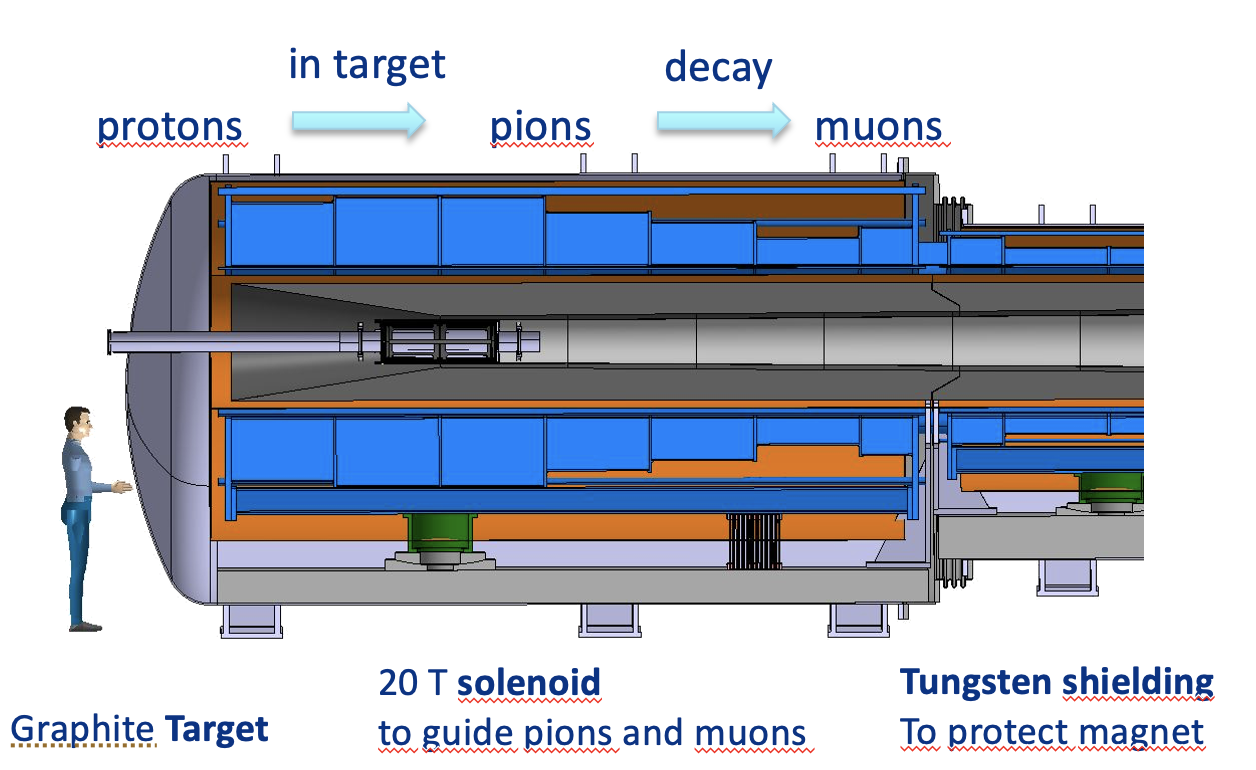 in target
decay
protons
pions
muons
20 T solenoid
to guide pions and muons
Tungsten shielding
To protect magnet
Graphite Target